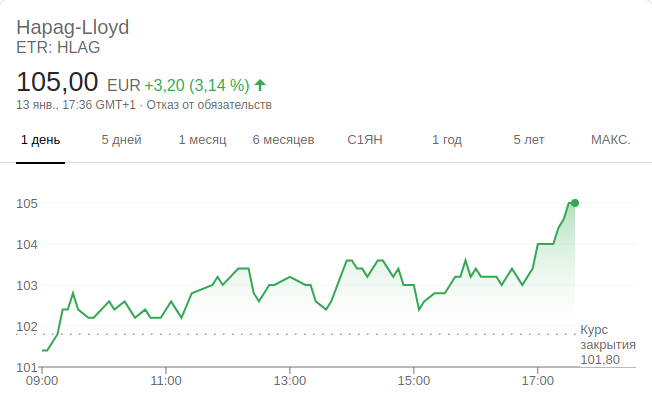 Hapag-Lloyd
ETR: HLAG
105,00 EUR +3,20 (3,14 %)
13 янв., 17:36 GMT+1 · Отказ от обязательств
1 день 5 дней 1 месяц 6 месяцев С1ЯН 1 год 5 лет МАКС.
105
104
103
102
101
Курс
закрытия
101,80
09:00 11:00 13:00 15:00 17:00